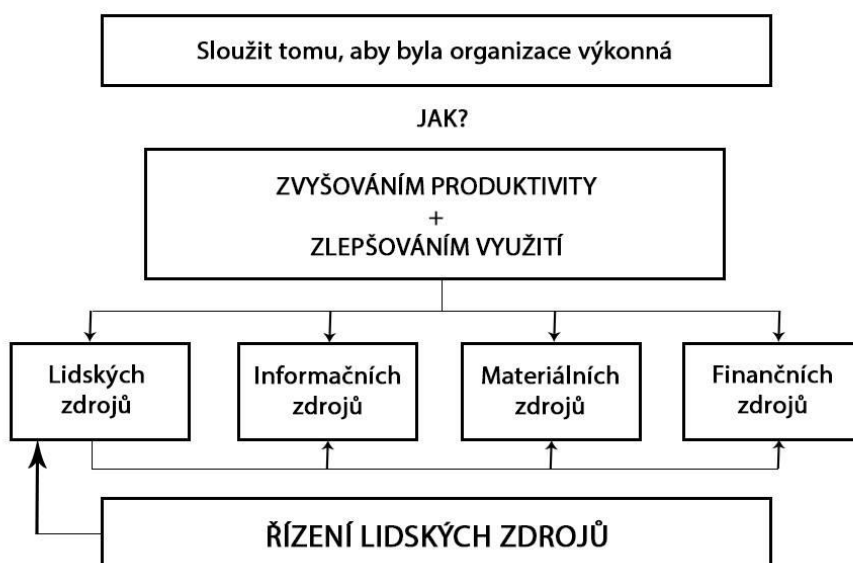 Sloužit tomu, aby byla organizace výkonná
JAK?
ZVYŠOVÁNÍM PRODUKTIVITY
+
ZLEPŠOVÁNÍM VYUŽITÍ
Lidských
zdrojů
Informačních
zdrojů
Materiálních
zdrojů
Finančních
zdrojů
ŘÍZENÍ LIDSKÝCH ZDROJŮ